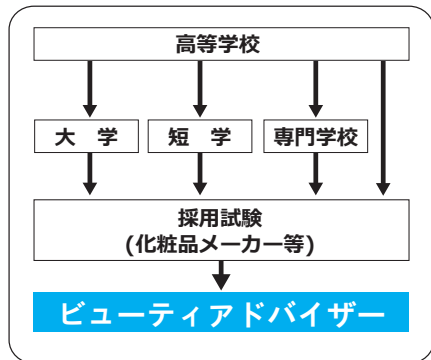 高等学校
大　学
短　学
専門学校
採用試験
(化粧品メーカー等)
ビューティアドバイザー